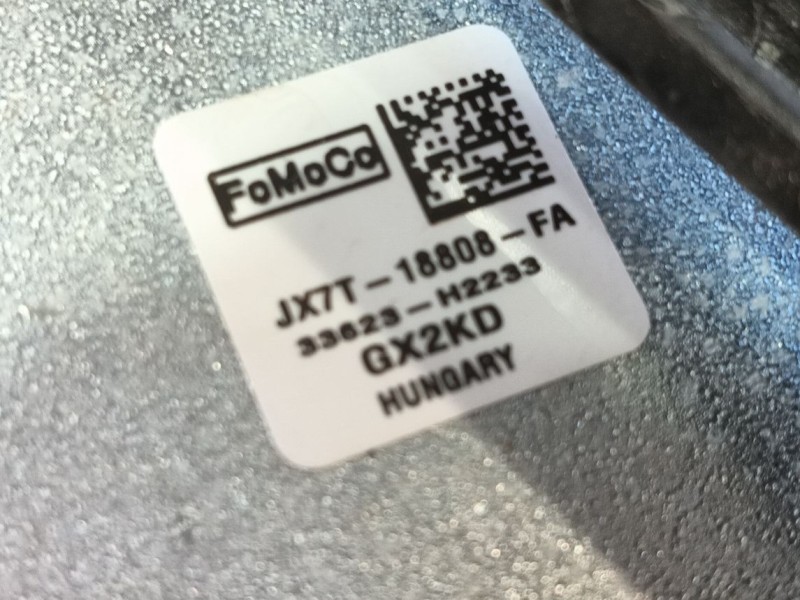 FoMoCo
JX7T-18808-FA
33623-H2233
GX2KD
HUNGARY